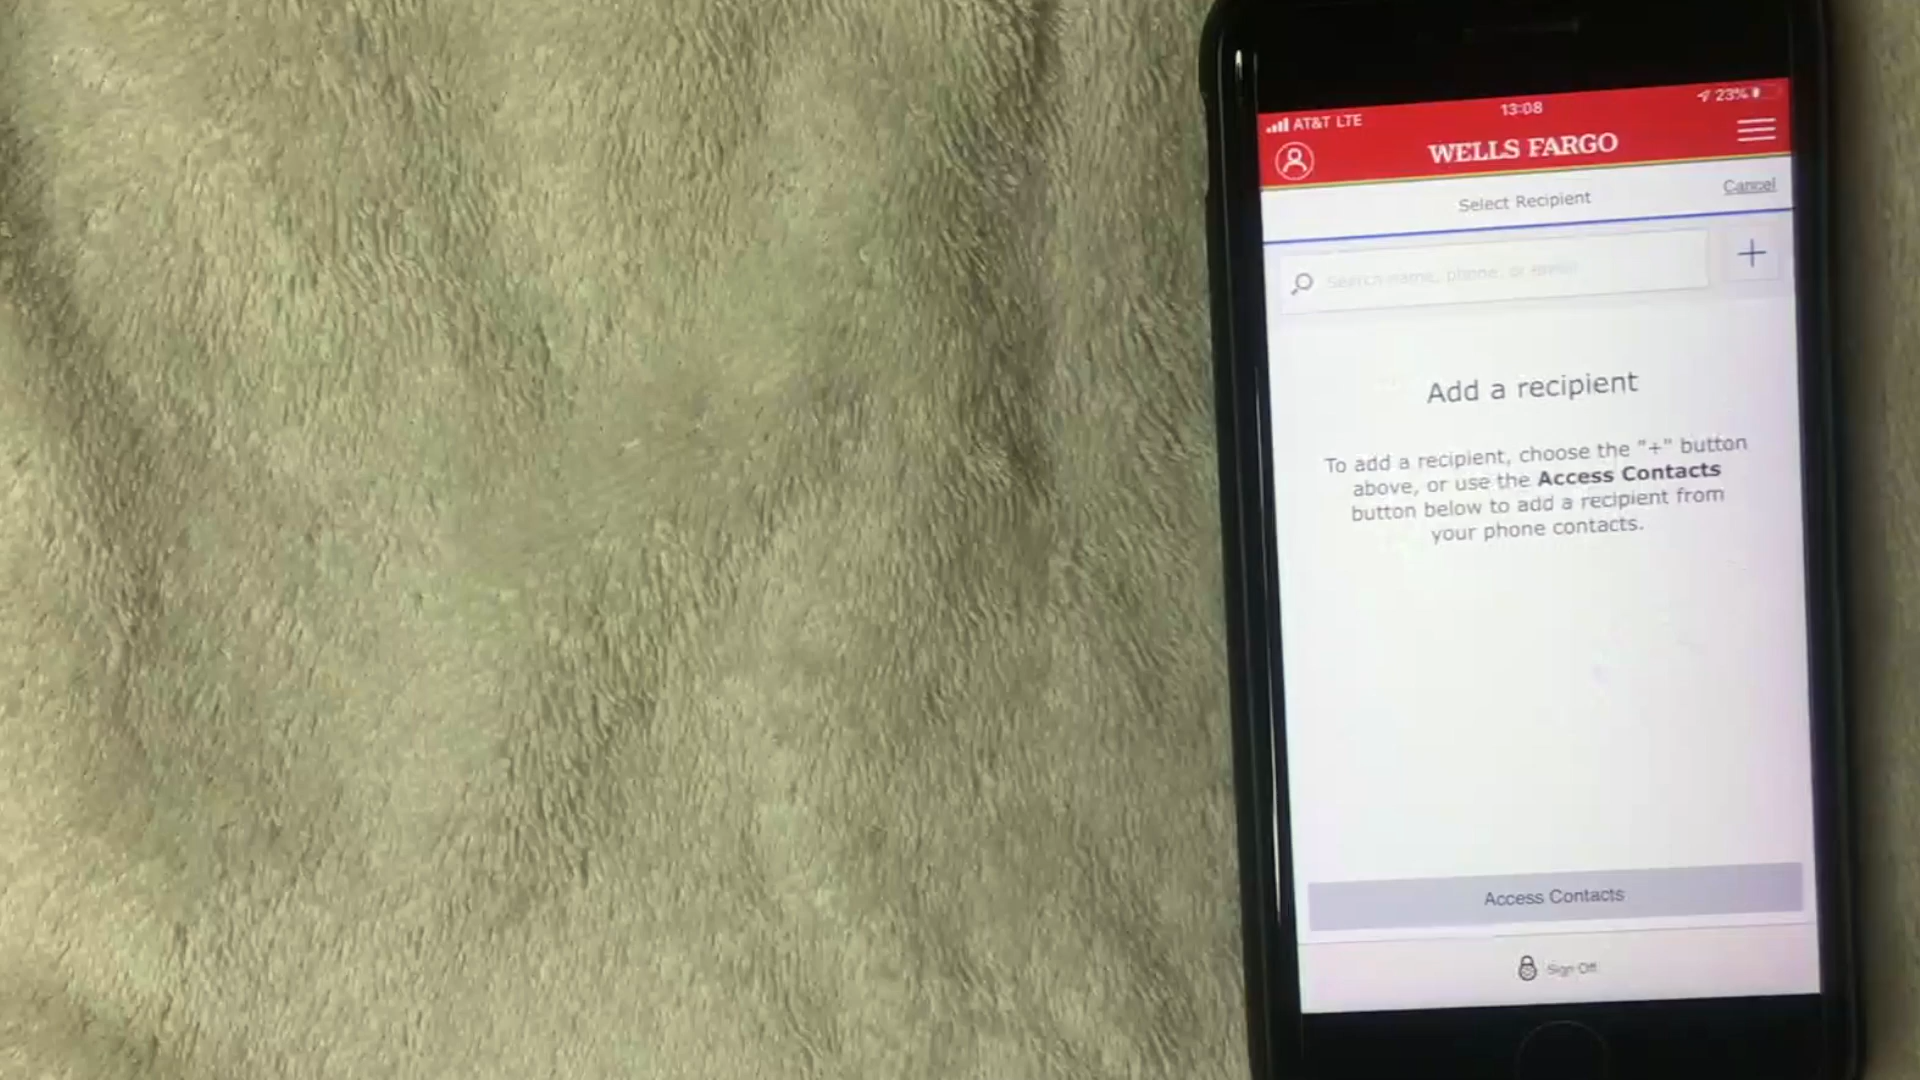 AT&T LTE
13:08
23%
WELLS FARGO
Select Recipient
Cancel
Search name, phone, or email
+
Add a recipient
To add a recipient, choose the "+" button
above, or use the Access Contacts
button below to add a recipient from
your phone contacts.
Access Contacts
Sign Off